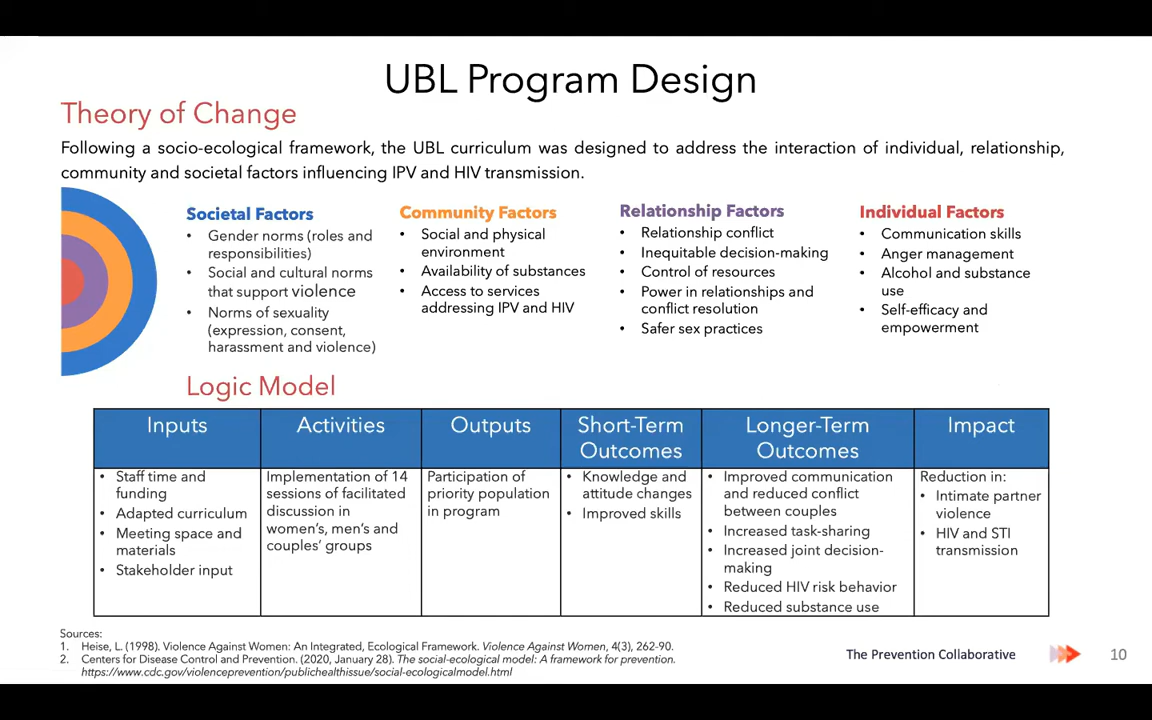 UBL Program Design
Theory of Change
Following a socio-ecological framework, the UBL curriculum was designed to address the interaction of individual, relationship,
community and societal factors influencing IPV and HIV transmission.
Societal Factors
• Gender norms (roles and
responsibilities)
• Social and cultural norms
that support violence
• Norms of sexuality
(expression, consent,
harassment and violence)
Community Factors
• Social and physical
environment
• Availability of substances
• Access to services
addressing IPV and HIV
Relationship Factors
• Relationship conflict
• Inequitable decision-making
• Control of resources
• Power in relationships and
conflict resolution
• Safer sex practices
Individual Factors
• Communication skills
• Anger management
• Alcohol and substance
use
• Self-efficacy and
empowerment
Logic Model
Inputs
Activities
Outputs
Short-Term
Outcomes
Longer-Term
Outcomes
Impact
• Staff time and
funding
• Adapted curriculum
• Meeting space and
materials
• Stakeholder input
Implementation of 14
sessions of facilitated
discussion in
women's, men's and
couples' groups
Participation of
priority population
in program
• Knowledge and
attitude changes
• Improved skills
• Improved communication
and reduced conflict
between couples
• Increased task-sharing
• Increased joint decision-
making
• Reduced HIV risk behavior
• Reduced substance use
Reduction in:
• Intimate partner
violence
• HIV and STI
transmission
Sources:
1. Heise, L. (1998). Violence Against Women: An Integrated, Ecological Framework. Violence Against Women, 4(3), 262-90.
2. Centers for Disease Control and Prevention. (2020, January 28). The social-ecological model: A framework for prevention.
https://www.cdc.gov/violenceprevention/publichealthissue/social-ecologicalmodel.html
The Prevention Collaborative
10